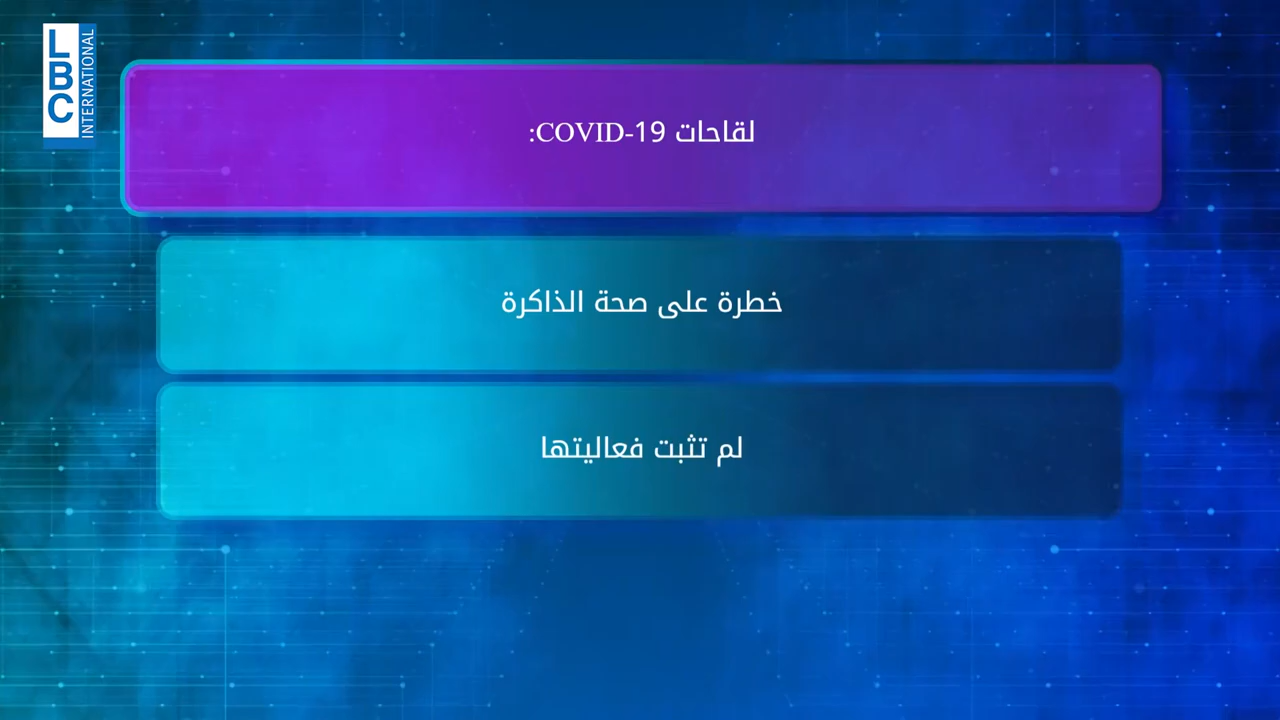 LBC
INTERNATIONAL
لقاحات COVID-19:
خطرة على صحة الذاكرة
لم تثبت فعاليتها